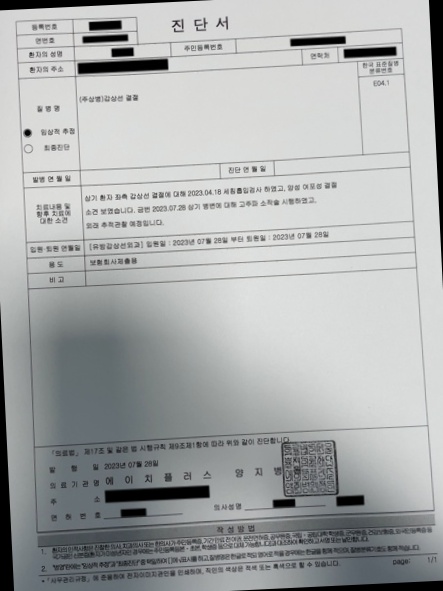 진단서
등록번호
연번호
환자의 성명
주민등록번호
환자의 주소
연락처
한국 표준질병
분류번호
(주상병)갑상선 결절
E04.1
질 병 명
임상적 추정
최종진단
발병 연 월 일
진단 연 월 일
상기 환자 좌측 갑상선 결절에 대해 2023.04.18 세침흡입검사 하였고, 양성 여포성 결절
치료내용 및
향후 치료에
대한 소견
소견 보였습니다. 금번 2023.07.28 상기 병변에 대해 고주파 소작술 시행하였고,
외래 추적관찰 예정입니다.
입원·퇴원 연월일
[유방갑상선외과] 입원일 : 2023년 07월 28일 부터 퇴원일 : 2023년 07월 28일
용 도
보험회사제출용
비 고
「의료법」 제17조 및 같은 법 시행규칙 제9조제1항에 따라 위와 같이 진단합니다
발 행 일 2023년 07월 28일
의 료 기 관 명 에 이 치 플 러 스 양 지 병
주 소
면 허 번 호
의사성명
작 성 방 법
1.
2.
page: 1/1